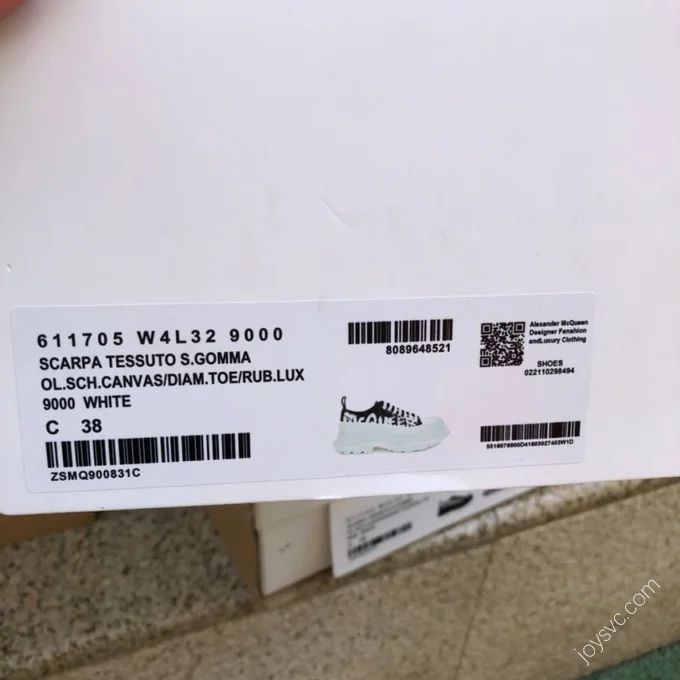 611705 W4L32 9000
SCARPA TESSUTO S.GOMMA
OL.SCH.CANVAS/DIAM.TOE/RUB.LUX
9000 WHITE
C 38
ZSMQ900831C
8089648521
Alexander McQueen
Designer Fanshion
andLuxury Clothing
SHOES
022110298494
5516078800D41803027403W1D
joysvc.com